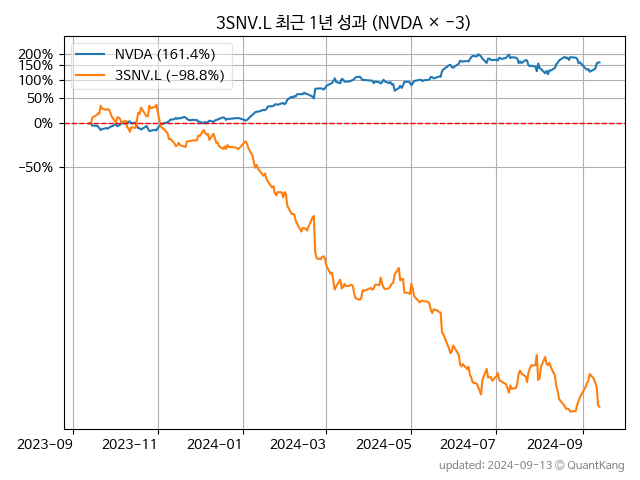 3SNV.L 최근 1년 성과 (NVDA × −3)
NVDA (161.4%)
3SNV.L (−98.8%)
200%
150%
100%
50%
0%
−50%
2023-09 2023-11 2024-01 2024-03 2024-05 2024-07 2024-09
updated: 2024-09-13 © QuantKang